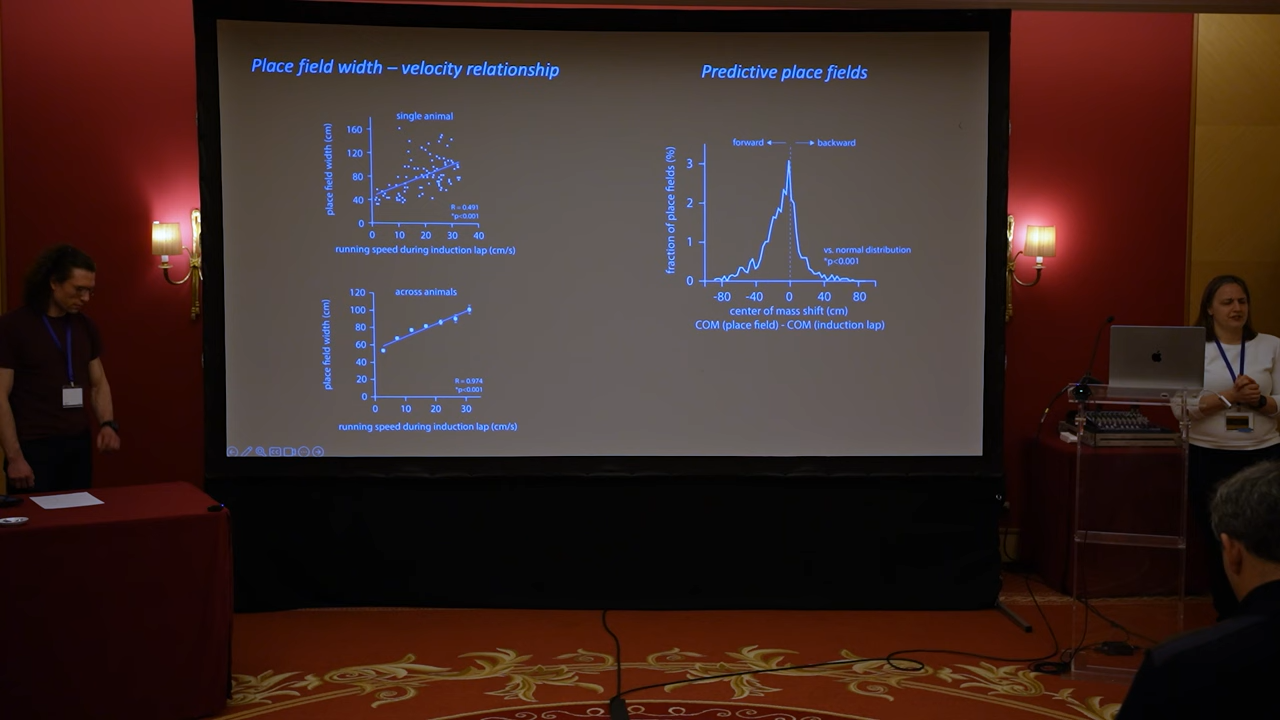 Place field width – velocity relationship
single animal
place field width (cm)
160
120
80
40
0
R = 0.491
*p<0.001
0 10 20 30 40
running speed during induction lap (cm/s)
across animals
place field width (cm)
120
100
80
60
40
20
0
R = 0.974
*p<0.001
0 10 20 30
running speed during induction lap (cm/s)
Predictive place fields
forward backward
fraction of place fields (%)
3
2
1
0
vs. normal distribution
*p<0.001
-80 -40 0 40 80
center of mass shift (cm)
COM (place field) - COM (induction lap)